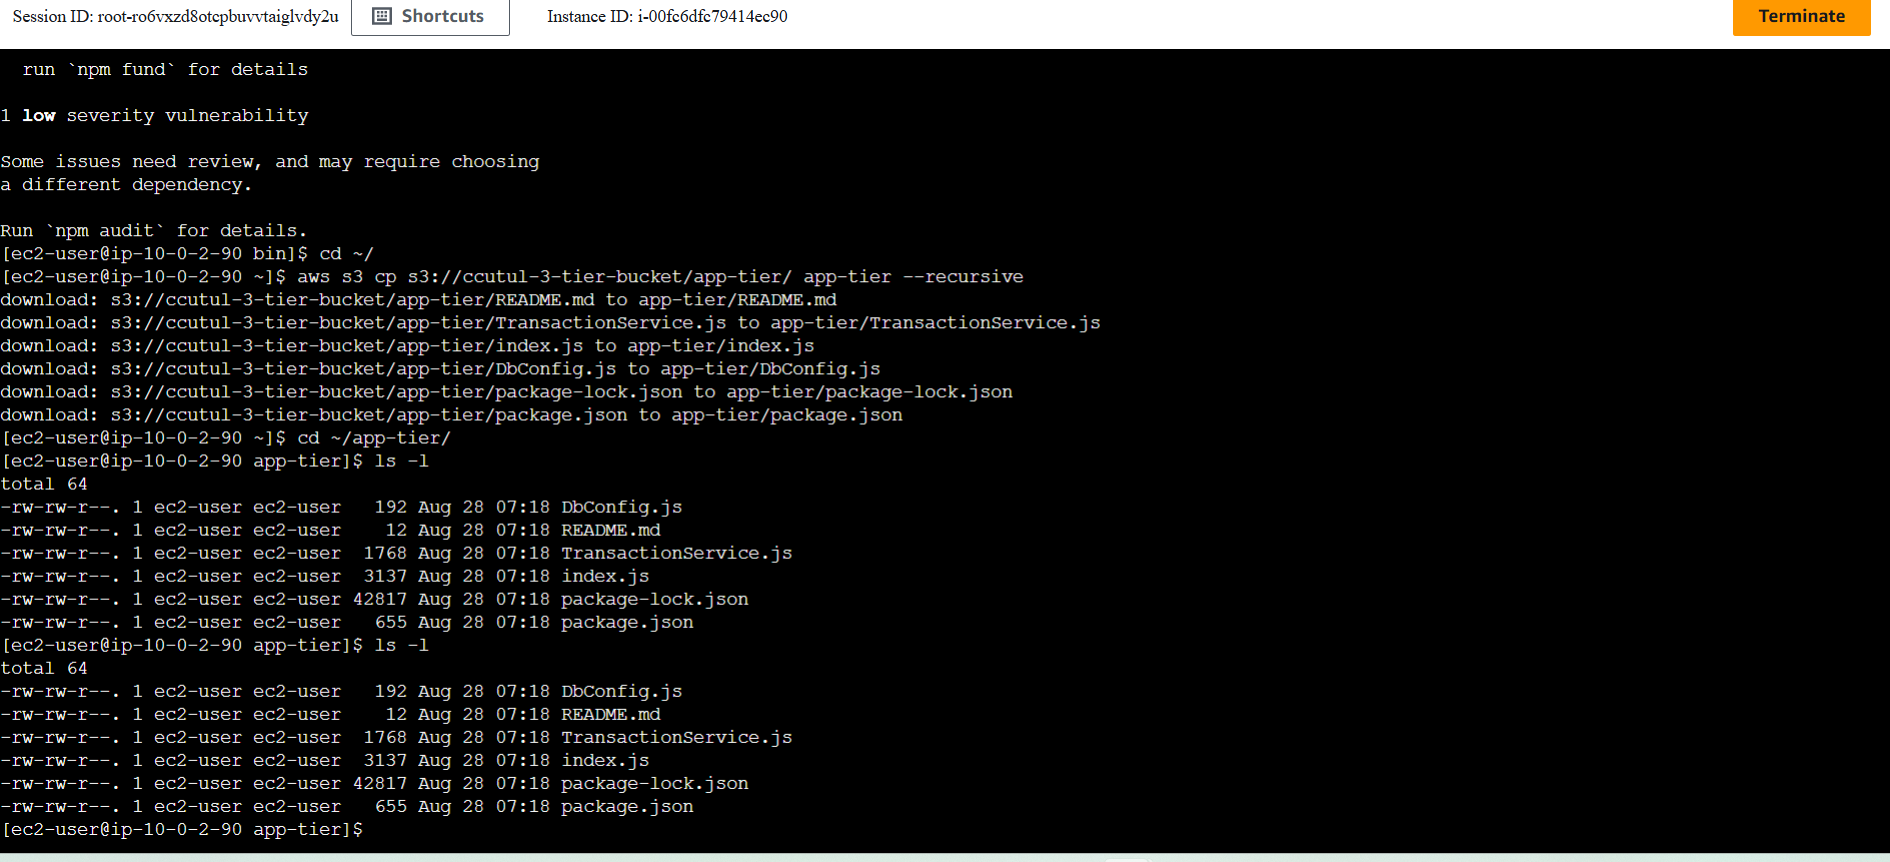 Session ID: root-ro6vxzd8otcpbuvvtaiglvdy2u Shortcuts Instance ID: i-00fc6dfc79414ec90 Terminate
run `npm fund` for details
1 low severity vulnerability
Some issues need review, and may require choosing
a different dependency.
Run `npm audit` for details.
[ec2-user@ip-10-0-2-90 bin]$ cd ~/
[ec2-user@ip-10-0-2-90 ~]$ aws s3 cp s3://ccutul-3-tier-bucket/app-tier/ app-tier --recursive
download: s3://ccutul-3-tier-bucket/app-tier/README.md to app-tier/README.md
download: s3://ccutul-3-tier-bucket/app-tier/TransactionService.js to app-tier/TransactionService.js
download: s3://ccutul-3-tier-bucket/app-tier/index.js to app-tier/index.js
download: s3://ccutul-3-tier-bucket/app-tier/DbConfig.js to app-tier/DbConfig.js
download: s3://ccutul-3-tier-bucket/app-tier/package-lock.json to app-tier/package-lock.json
download: s3://ccutul-3-tier-bucket/app-tier/package.json to app-tier/package.json
[ec2-user@ip-10-0-2-90 ~]$ cd ~/app-tier/
[ec2-user@ip-10-0-2-90 app-tier]$ ls -l
total 64
-rw-rw-r--. 1 ec2-user ec2-user   192 Aug 28 07:18 DbConfig.js
-rw-rw-r--. 1 ec2-user ec2-user    12 Aug 28 07:18 README.md
-rw-rw-r--. 1 ec2-user ec2-user  1768 Aug 28 07:18 TransactionService.js
-rw-rw-r--. 1 ec2-user ec2-user  3137 Aug 28 07:18 index.js
-rw-rw-r--. 1 ec2-user ec2-user 42817 Aug 28 07:18 package-lock.json
-rw-rw-r--. 1 ec2-user ec2-user   655 Aug 28 07:18 package.json
[ec2-user@ip-10-0-2-90 app-tier]$ ls -l
total 64
-rw-rw-r--. 1 ec2-user ec2-user   192 Aug 28 07:18 DbConfig.js
-rw-rw-r--. 1 ec2-user ec2-user    12 Aug 28 07:18 README.md
-rw-rw-r--. 1 ec2-user ec2-user  1768 Aug 28 07:18 TransactionService.js
-rw-rw-r--. 1 ec2-user ec2-user  3137 Aug 28 07:18 index.js
-rw-rw-r--. 1 ec2-user ec2-user 42817 Aug 28 07:18 package-lock.json
-rw-rw-r--. 1 ec2-user ec2-user   655 Aug 28 07:18 package.json
[ec2-user@ip-10-0-2-90 app-tier]$